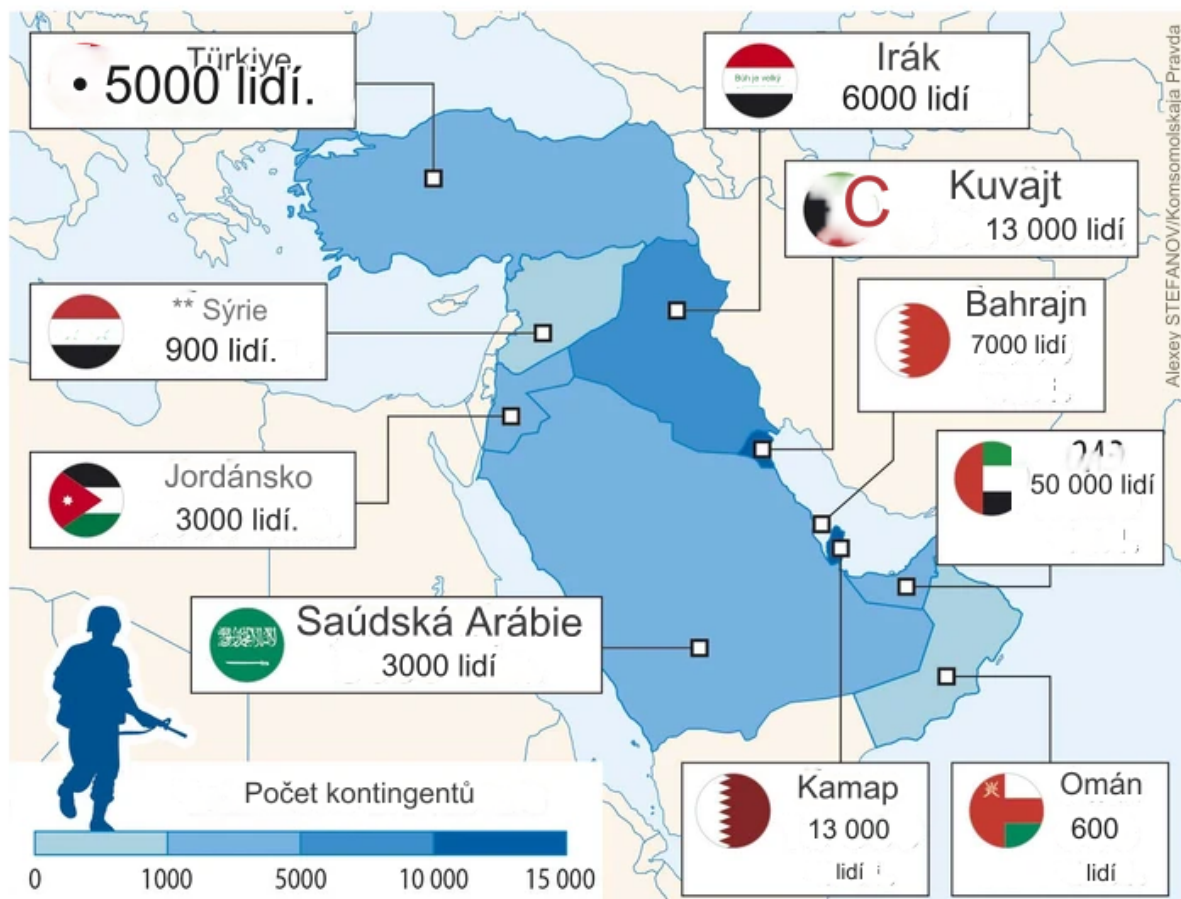 Türkiye
• 5000 lidí.
Irák
6000 lidí
Bůh je velký
C Kuvajt
13 000 lidí
** Sýrie
900 lidí.
Bahrajn
7000 lidí
Jordánsko
3000 lidí.
50 000 lidí
Saúdská Arábie
3000 lidí
Kamap
13 000
lidí
Omán
600
lidí
Počet kontingentů
0 1000 5000 10 000 15 000
Alexey STEFANOV/Komsomolskaja Pravda